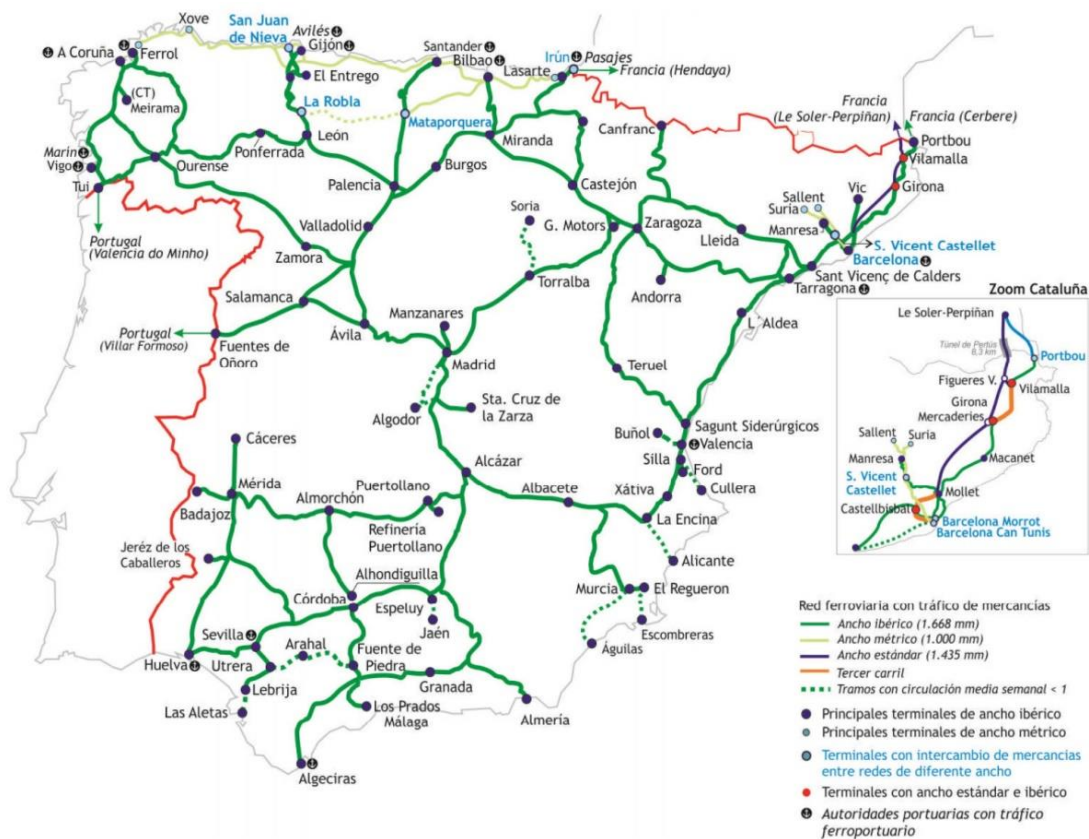 Xove
San Juan
de Nieva
Avilés
Gijón
A Coruña
Ferrol
Santander
Bilbao
Irún
Pasajes
Lasarte
Francia (Hendaya)
El Entrego
(CT)
Meirama
La Robla
Mataporquera
Francia
(Le Soler-Perpiñan)
Francia (Cerbere)
Canfranc
Portbou
León
Miranda
Vilamalla
Ponferrada
Marin
Vigo
Ourense
Burgos
Girona
Tui
Palencia
Castejón
Sallent
Vic
Suria
Soria
Manresa
Valladolid
G. Motors
Zaragoza
Lleida
S. Vicent Castellet
Barcelona
Portugal
(Valencia do Minho)
Zamora
Sant Vicenç de Calders
Torralba
Andorra
Tarragona
Salamanca
Manzanares
L' Aldea
Portugal
(Villar Formoso)
Ávila
Fuentes de
Oñoro
Madrid
Teruel
Algodor
Sta. Cruz de
la Zarza
Sagunt Siderúrgicos
Buñol
Valencia
Cáceres
Silla
Ford
Alcázar
Cullera
Mérida
Puertollano
Albacete
Xátiva
Almorchón
Badajoz
La Encina
Refinería
Puertollano
Jeréz de los
Caballeros
Alicante
Alhondiguilla
Murcia
El Regueron
Córdoba
Espeluy
Jaén
Escombreras
Sevilla
Arahal
Águilas
Huelva
Utrera
Fuente de
Piedra
Lebrija
Granada
Las Aletas
Los Prados
Málaga
Almería
Algeciras
Zoom Cataluña
Le Soler-Perpiñan
Túnel de Pertús
8,3 km
Portbou
Figueres V.
Vilamalla
Girona
Mercaderies
Sallent
Suria
Manresa
Macanet
S. Vicent
Castellet
Mollet
Castellbisbal
Barcelona Morrot
Barcelona Can Tunis
Red ferroviaria con tráfico de mercancías
Ancho ibérico (1.668 mm)
Ancho métrico (1.000 mm)
Ancho estándar (1.435 mm)
Tercer carril
Tramos con circulación media semanal < 1
Principales terminales de ancho ibérico
Principales terminales de ancho métrico
Terminales con intercambio de mercancias
entre redes de diferente ancho
Terminales con ancho estándar e ibérico
Autoridades portuarias con tráfico
ferroportuario